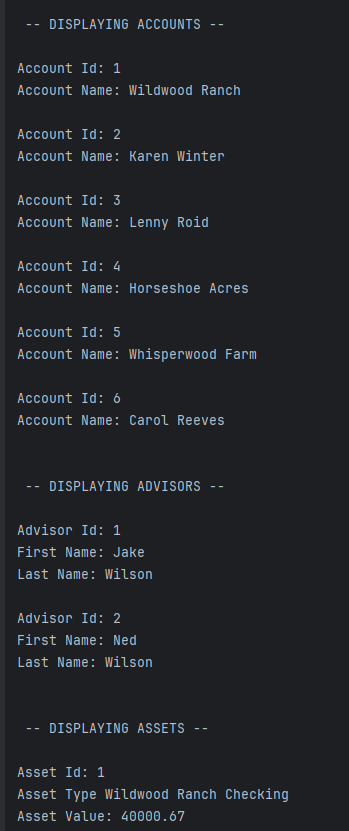 -- DISPLAYING ACCOUNTS --
Account Id: 1
Account Name: Wildwood Ranch
Account Id: 2
Account Name: Karen Winter
Account Id: 3
Account Name: Lenny Roid
Account Id: 4
Account Name: Horseshoe Acres
Account Id: 5
Account Name: Whisperwood Farm
Account Id: 6
Account Name: Carol Reeves
-- DISPLAYING ADVISORS --
Advisor Id: 1
First Name: Jake
Last Name: Wilson
Advisor Id: 2
First Name: Ned
Last Name: Wilson
-- DISPLAYING ASSETS --
Asset Id: 1
Asset Type Wildwood Ranch Checking
Asset Value: 40000.67